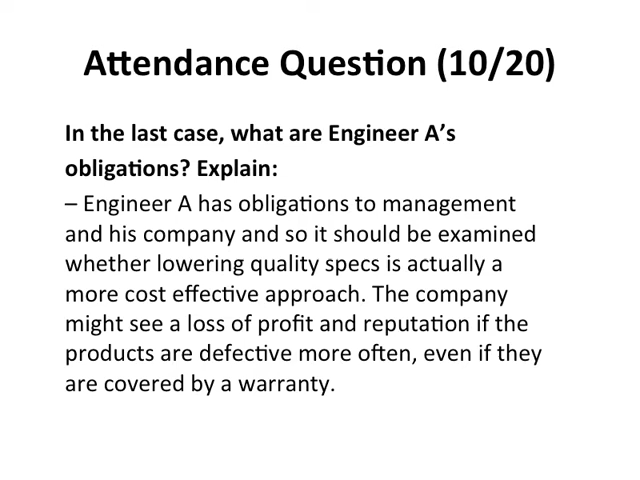 Attendance Question (10/20)
In the last case, what are Engineer A’s
obligations? Explain:
– Engineer A has obligations to management
and his company and so it should be examined
whether lowering quality specs is actually a
more cost effective approach. The company
might see a loss of profit and reputation if the
products are defective more often, even if they
are covered by a warranty.